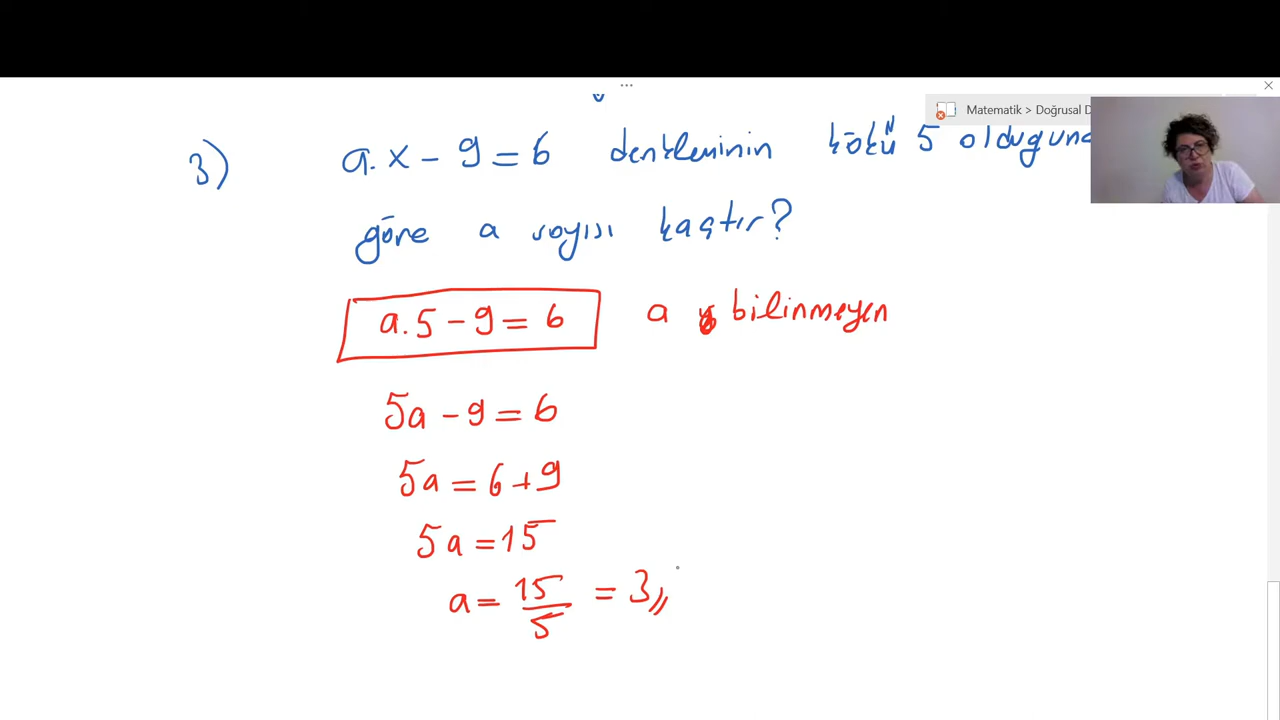 Matematik > Doğrusal D
3) a.x - 9 = 6 denkleminin kökü 5 olduguna
göre a sayısı kaçtır?
a.5 - 9 = 6 a bilinmeyen
5a - 9 = 6
5a = 6 + 9
5a = 15
a = 15/5 = 3